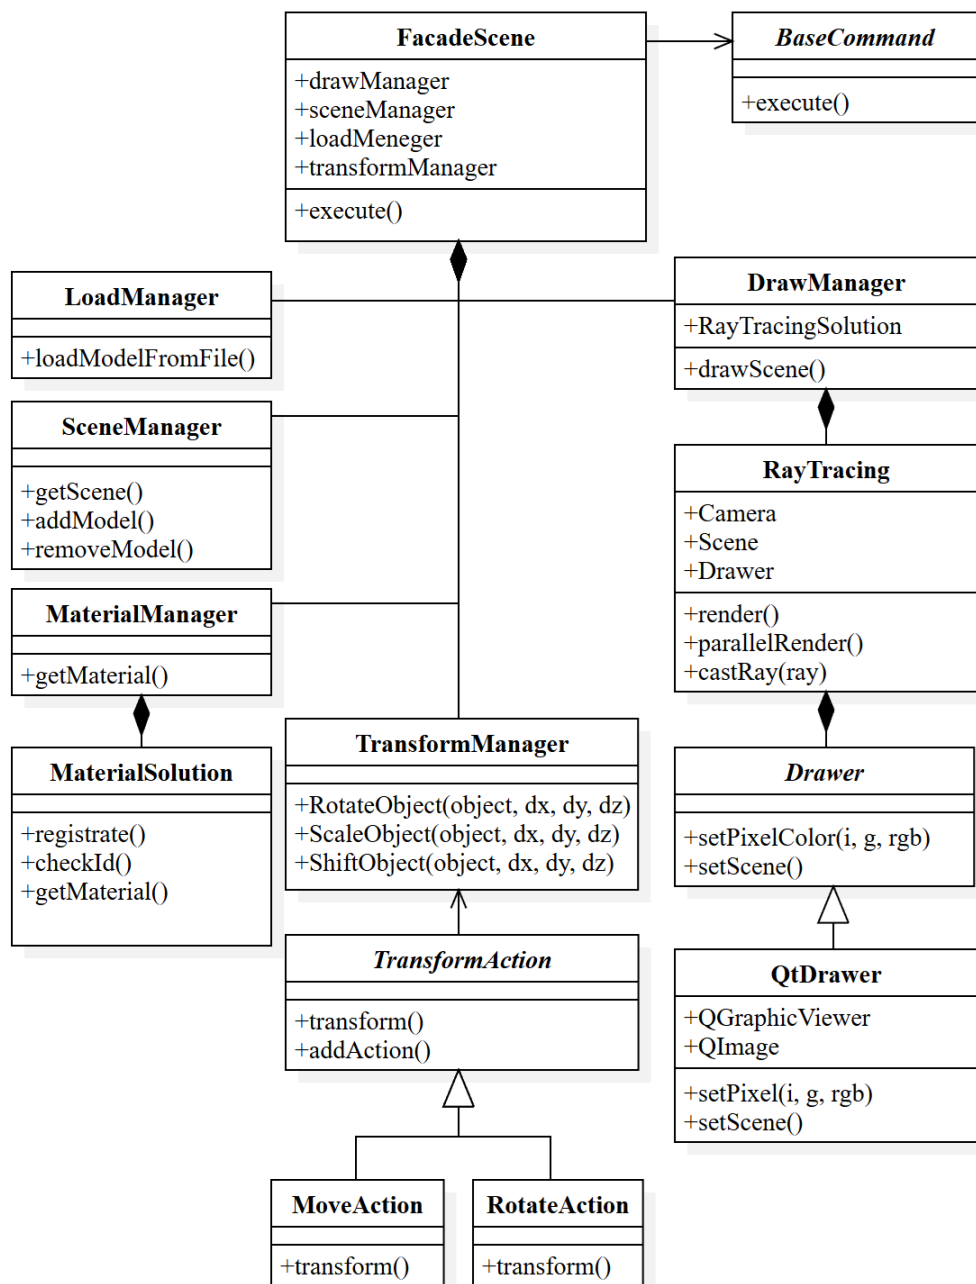 FacadeScene
+drawManager
+sceneManager
+loadMeneger
+transformManager
+execute()
BaseCommand
+execute()
LoadManager
+loadModelFromFile()
DrawManager
+RayTracingSolution
+drawScene()
SceneManager
+getScene()
+addModel()
+removeModel()
RayTracing
+Camera
+Scene
+Drawer
+render()
+parallelRender()
+castRay(ray)
MaterialManager
+getMaterial()
MaterialSolution
+registrate()
+checkId()
+getMaterial()
TransformManager
+RotateObject(object, dx, dy, dz)
+ScaleObject(object, dx, dy, dz)
+ShiftObject(object, dx, dy, dz)
Drawer
+setPixelColor(i, g, rgb)
+setScene()
TransformAction
+transform()
+addAction()
QtDrawer
+QGraphicViewer
+QImage
+setPixel(i, g, rgb)
+setScene()
MoveAction
+transform()
RotateAction
+transform()